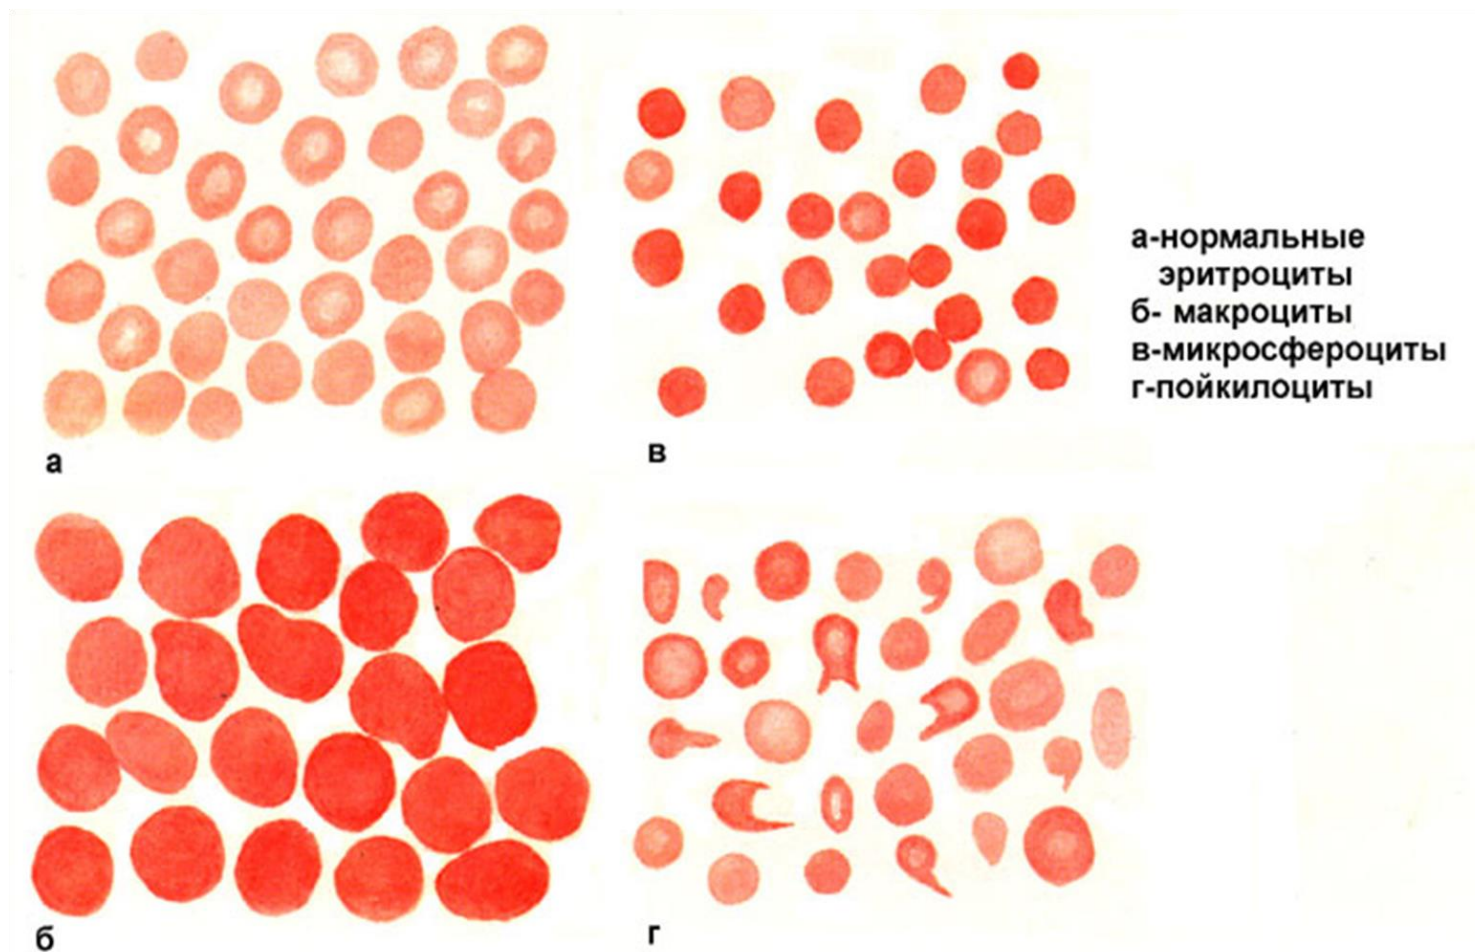 а
в
а-нормальные
эритроциты
б- макроциты
в-микросфероциты
г-пойкилоциты
б
г